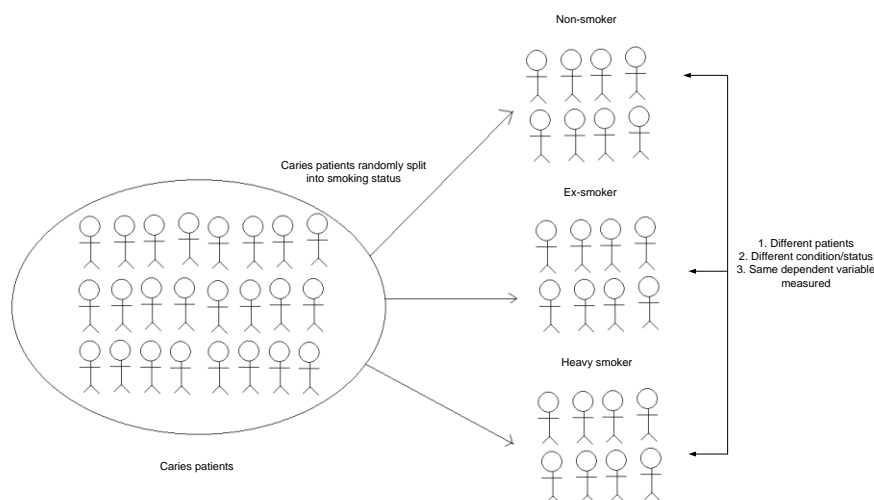 Non-smoker
Caries patients randomly split
into smoking status
Ex-smoker
1. Different patients
2. Different condition/status
3. Same dependent variable
measured
Heavy smoker
Caries patients